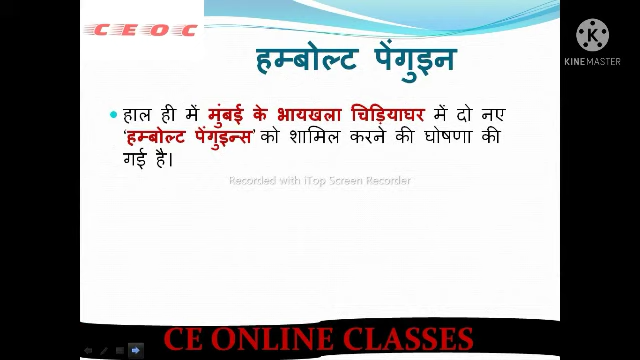 CEOC
KINEMASTER
हम्बोल्ट पेंगुइन
हाल ही में मुंबई के भायखला चिड़ियाघर में दो नए
‘हम्बोल्ट पेंगुइन्स’ को शामिल करने की घोषणा की
गई है।
Recorded with iTop Screen Recorder
CE ONLINE CLASSES